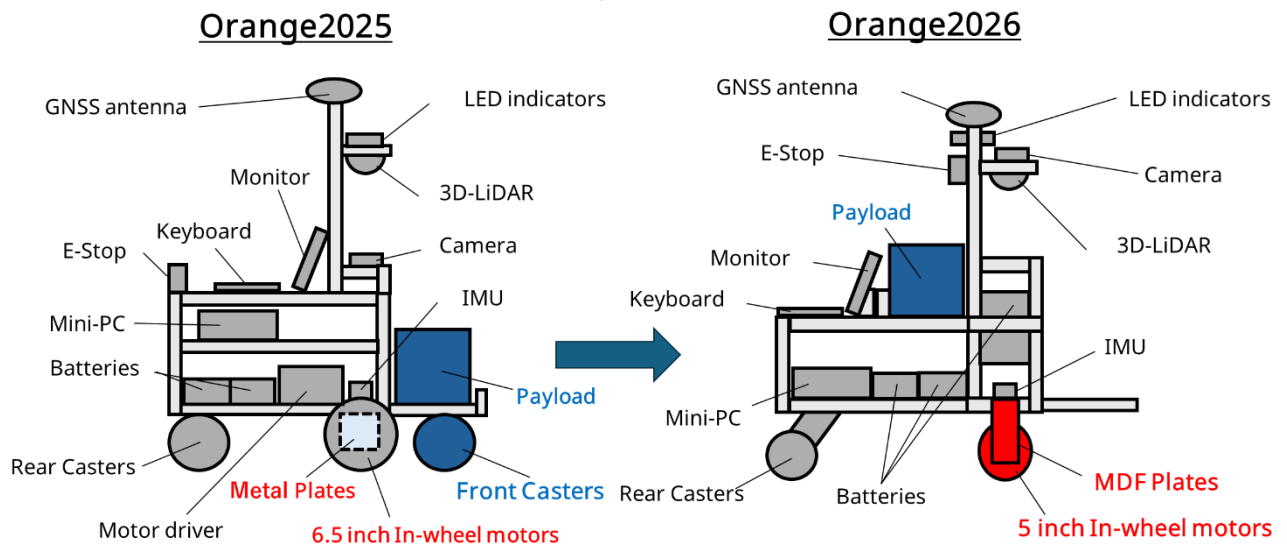 Orange2025
GNSS antenna
LED indicators
Monitor
3D-LiDAR
Keyboard
E-Stop
Camera
IMU
Mini-PC
Batteries
Payload
Rear Casters
Metal Plates
Front Casters
Motor driver
6.5 inch In-wheel motors
Orange2026
GNSS antenna
LED indicators
E-Stop
Camera
Payload
3D-LiDAR
Monitor
Keyboard
IMU
Mini-PC
Rear Casters
Batteries
MDF Plates
5 inch In-wheel motors